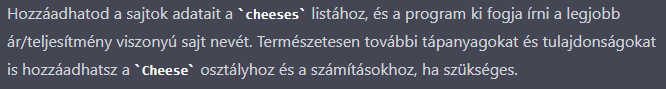 Hozzáadhatod a sajtok adatait a `cheeses` listához, és a program ki fogja írni a legjobb
ár/teljesítmény viszonyú sajt nevét. Természetesen további tápanyagokat és tulajdonságokat
is hozzáadhatsz a `Cheese` osztályhoz és a számításokhoz, ha szükséges.